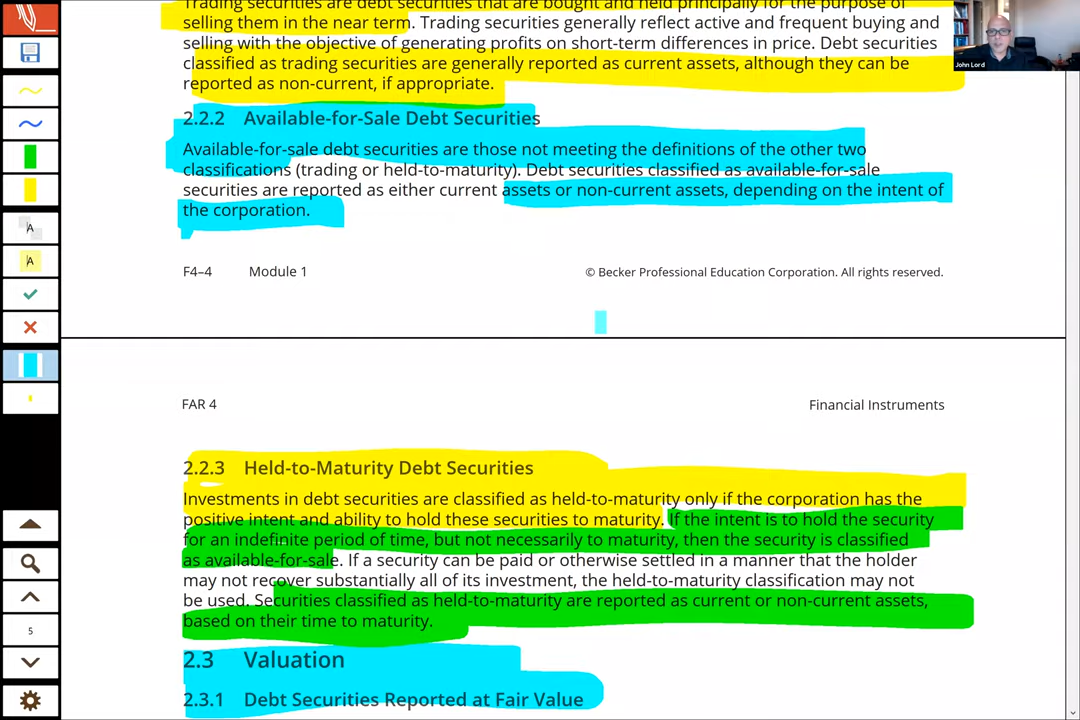 Trading securities are debt securities that are bought and held principally for the purpose of
selling them in the near term. Trading securities generally reflect active and frequent buying and
selling with the objective of generating profits on short-term differences in price. Debt securities
classified as trading securities are generally reported as current assets, although they can be
reported as non-current, if appropriate.
John Lord
2.2.2 Available-for-Sale Debt Securities
Available-for-sale debt securities are those not meeting the definitions of the other two
classifications (trading or held-to-maturity). Debt securities classified as available-for-sale
securities are reported as either current assets or non-current assets, depending on the intent of
the corporation.
A
A
F4–4 Module 1 © Becker Professional Education Corporation. All rights reserved.
FAR 4 Financial Instruments
2.2.3 Held-to-Maturity Debt Securities
Investments in debt securities are classified as held-to-maturity only if the corporation has the
positive intent and ability to hold these securities to maturity. If the intent is to hold the security
for an indefinite period of time, but not necessarily to maturity, then the security is classified
as available-for-sale. If a security can be paid or otherwise settled in a manner that the holder
may not recover substantially all of its investment, the held-to-maturity classification may not
be used. Securities classified as held-to-maturity are reported as current or non-current assets,
based on their time to maturity.
5
2.3 Valuation
2.3.1 Debt Securities Reported at Fair Value